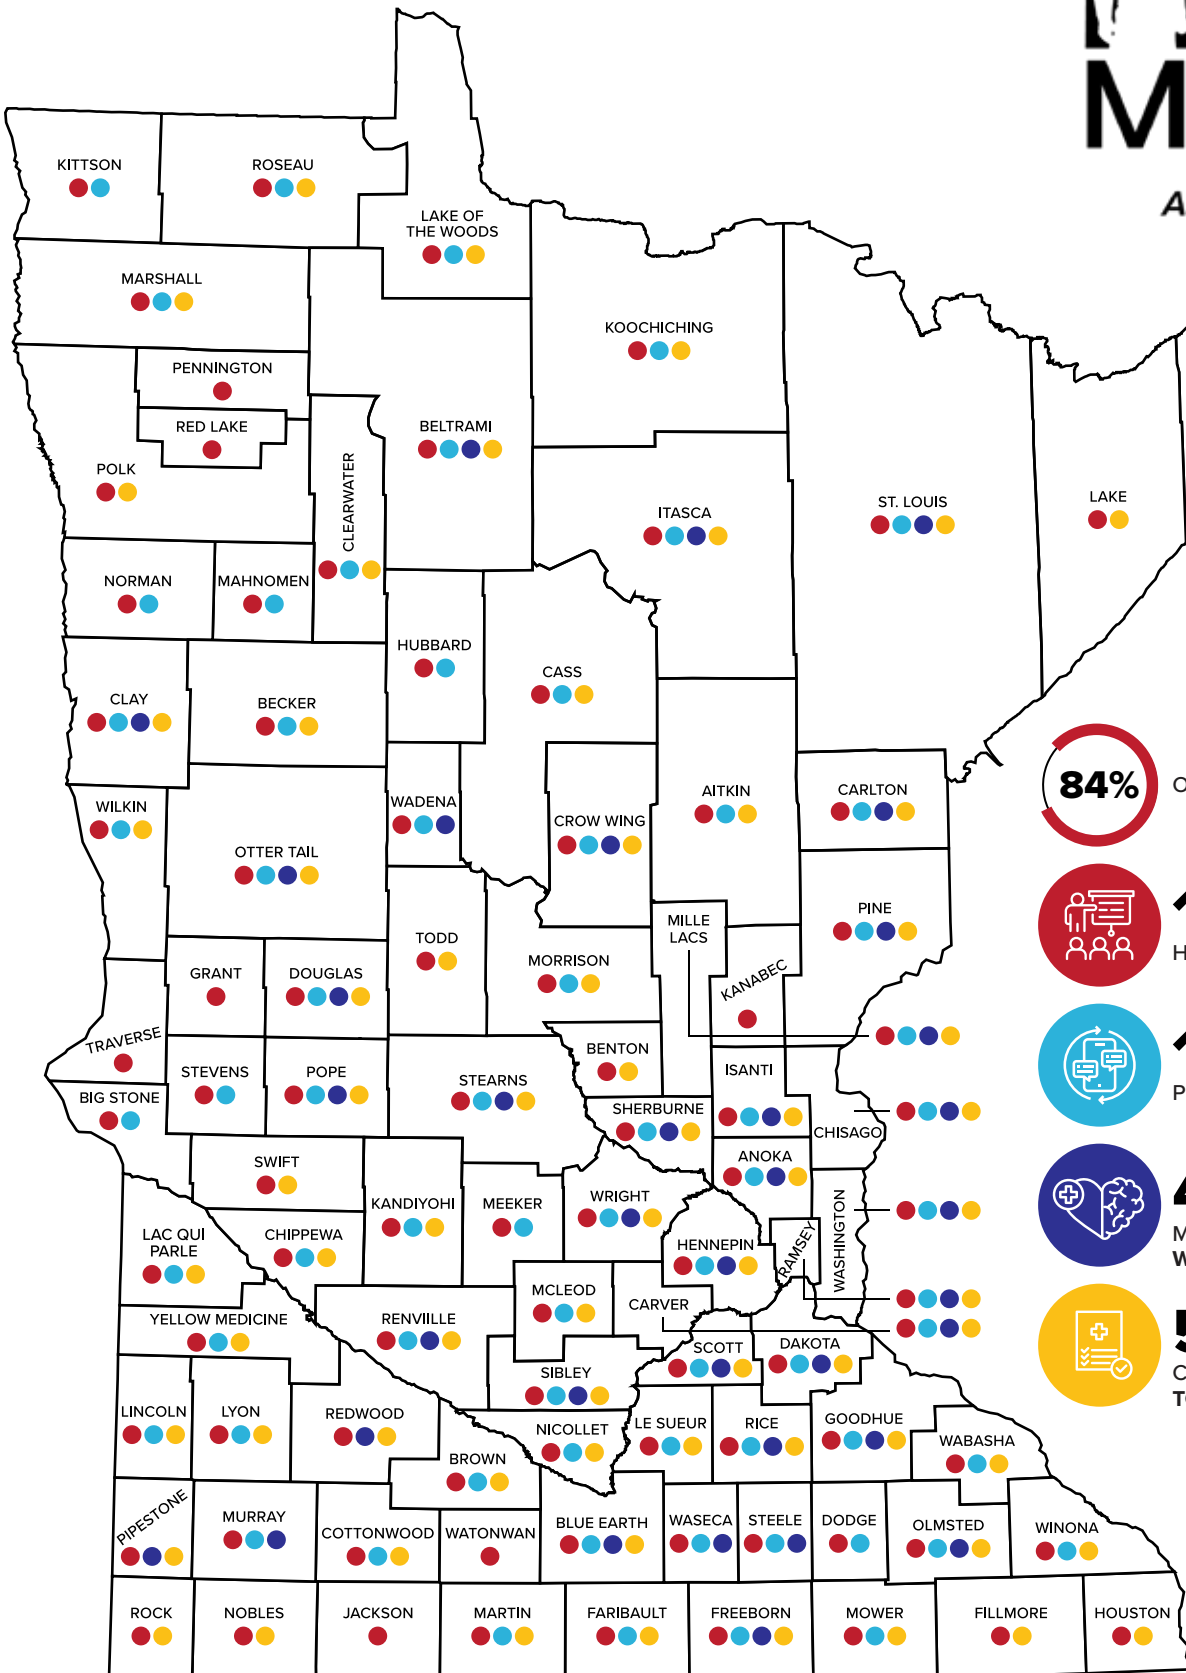 M
A
KITTSON
ROSEAU
LAKE OF
THE WOODS
MARSHALL
KOOCHICHING
PENNINGTON
RED LAKE
BELTRAMI
POLK
CLEARWATER
ITASCA
ST. LOUIS
LAKE
NORMAN
MAHNOMEN
HUBBARD
CASS
CLAY
BECKER
WILKIN
WADENA
CROW WING
AITKIN
CARLTON
84%
O
OTTER TAIL
TODD
MORRISON
MILLE
LACS
PINE
KANABEC
H
GRANT
DOUGLAS
TRAVERSE
STEVENS
POPE
STEARNS
BENTON
ISANTI
BIG STONE
SHERBURNE
CHISAGO
P
SWIFT
KANDIYOHI
MEEKER
WRIGHT
ANOKA
WASHINGTON
LAC QUI
PARLE
CHIPPEWA
HENNEPIN
RAMSEY
4
M
W
YELLOW MEDICINE
RENVILLE
MCLEOD
CARVER
SCOTT
DAKOTA
SIBLEY
5
C
TO
LINCOLN
LYON
REDWOOD
NICOLLET
LE SUEUR
RICE
GOODHUE
WABASHA
BROWN
PIPESTONE
MURRAY
COTTONWOOD
WATONWAN
BLUE EARTH
WASECA
STEELE
DODGE
OLMSTED
WINONA
ROCK
NOBLES
JACKSON
MARTIN
FARIBAULT
FREEBORN
MOWER
FILLMORE
HOUSTON